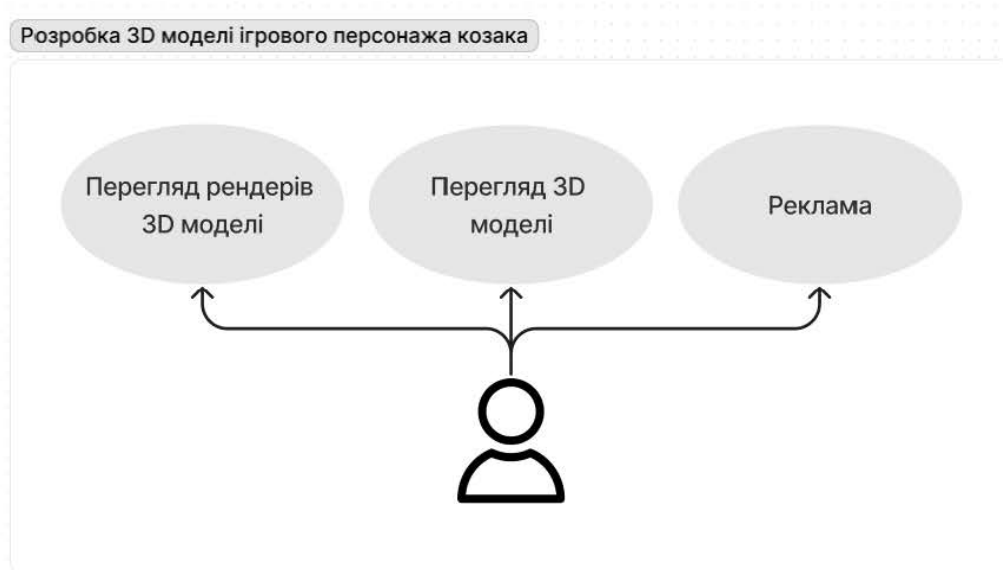 Розробка 3D моделі ігрового персонажа козака
Перегляд рендерів
3D моделі
Перегляд 3D
моделі
Реклама